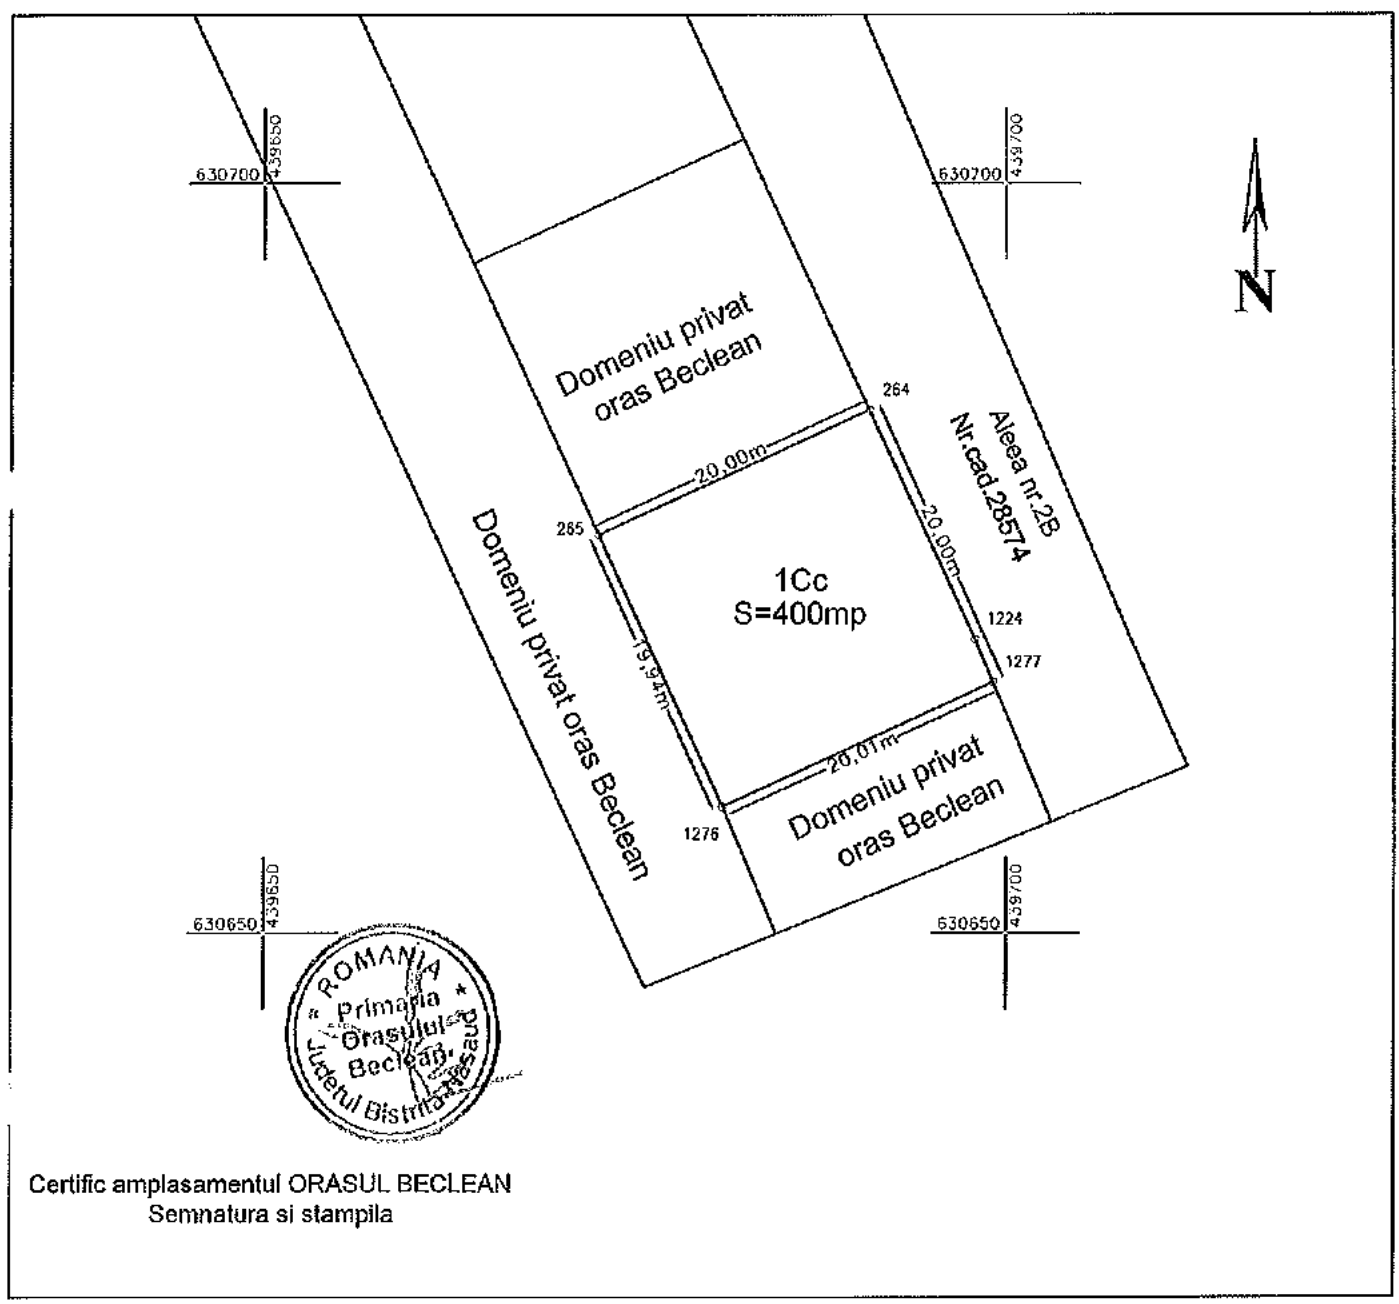 439650
630700
439700
630700
N
Domeniu privat
oras Beclean
264
Aleea nr.2B
Nr.cad.28574
20,00m
265
20,00m
Domeniu privat oras Beclean
1Cc
S=400mp
1224
1277
19,94m
20,01m
Domeniu privat
oras Beclean
1276
439650
630650
439700
630650
ROMANIA
Primaria
Orasului
Beclean
Judetul Bistrita-Nasaud
Certific amplasamentul ORASUL BECLEAN
Semnatura si stampila